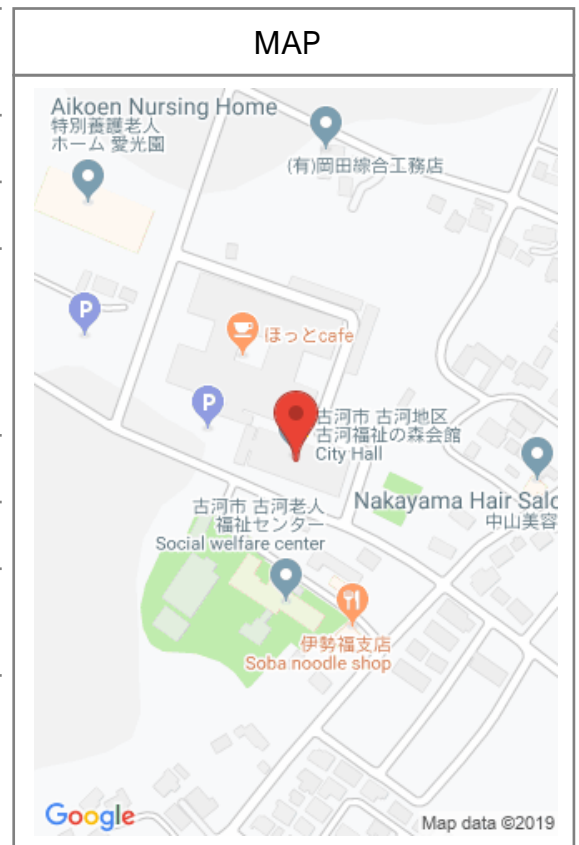 MAP
Aikoen Nursing Home
特別養護老人
ホーム 愛光園
(有)岡田綜合工務店
P
ほっとcafe
P
古河市 古河地区
古河福祉の森会館
City Hall
Nakayama Hair Salo
中山美容
古河市 古河老人
福祉センター
Social welfare center
伊勢福支店
Soba noodle shop
Google
Map data ©2019